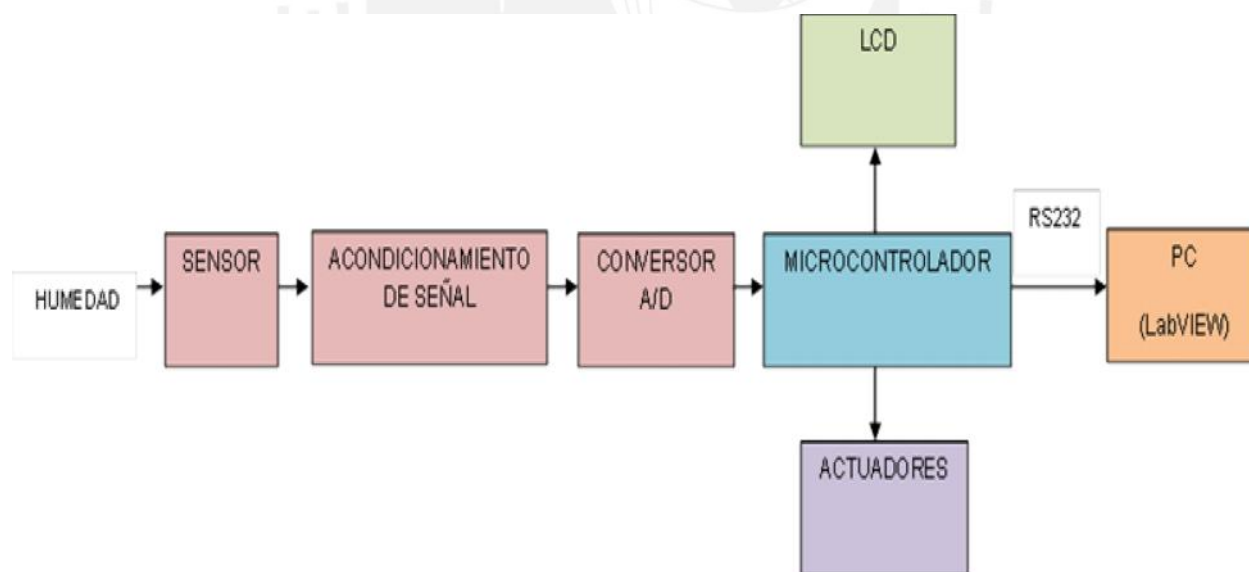 LCD
RS232
HUMEDAD
SENSOR
ACONDICIONAMIENTO
DE SEÑAL
CONVERSOR
A/D
MICROCONTROLADOR
PC
(LabVIEW)
ACTUADORES